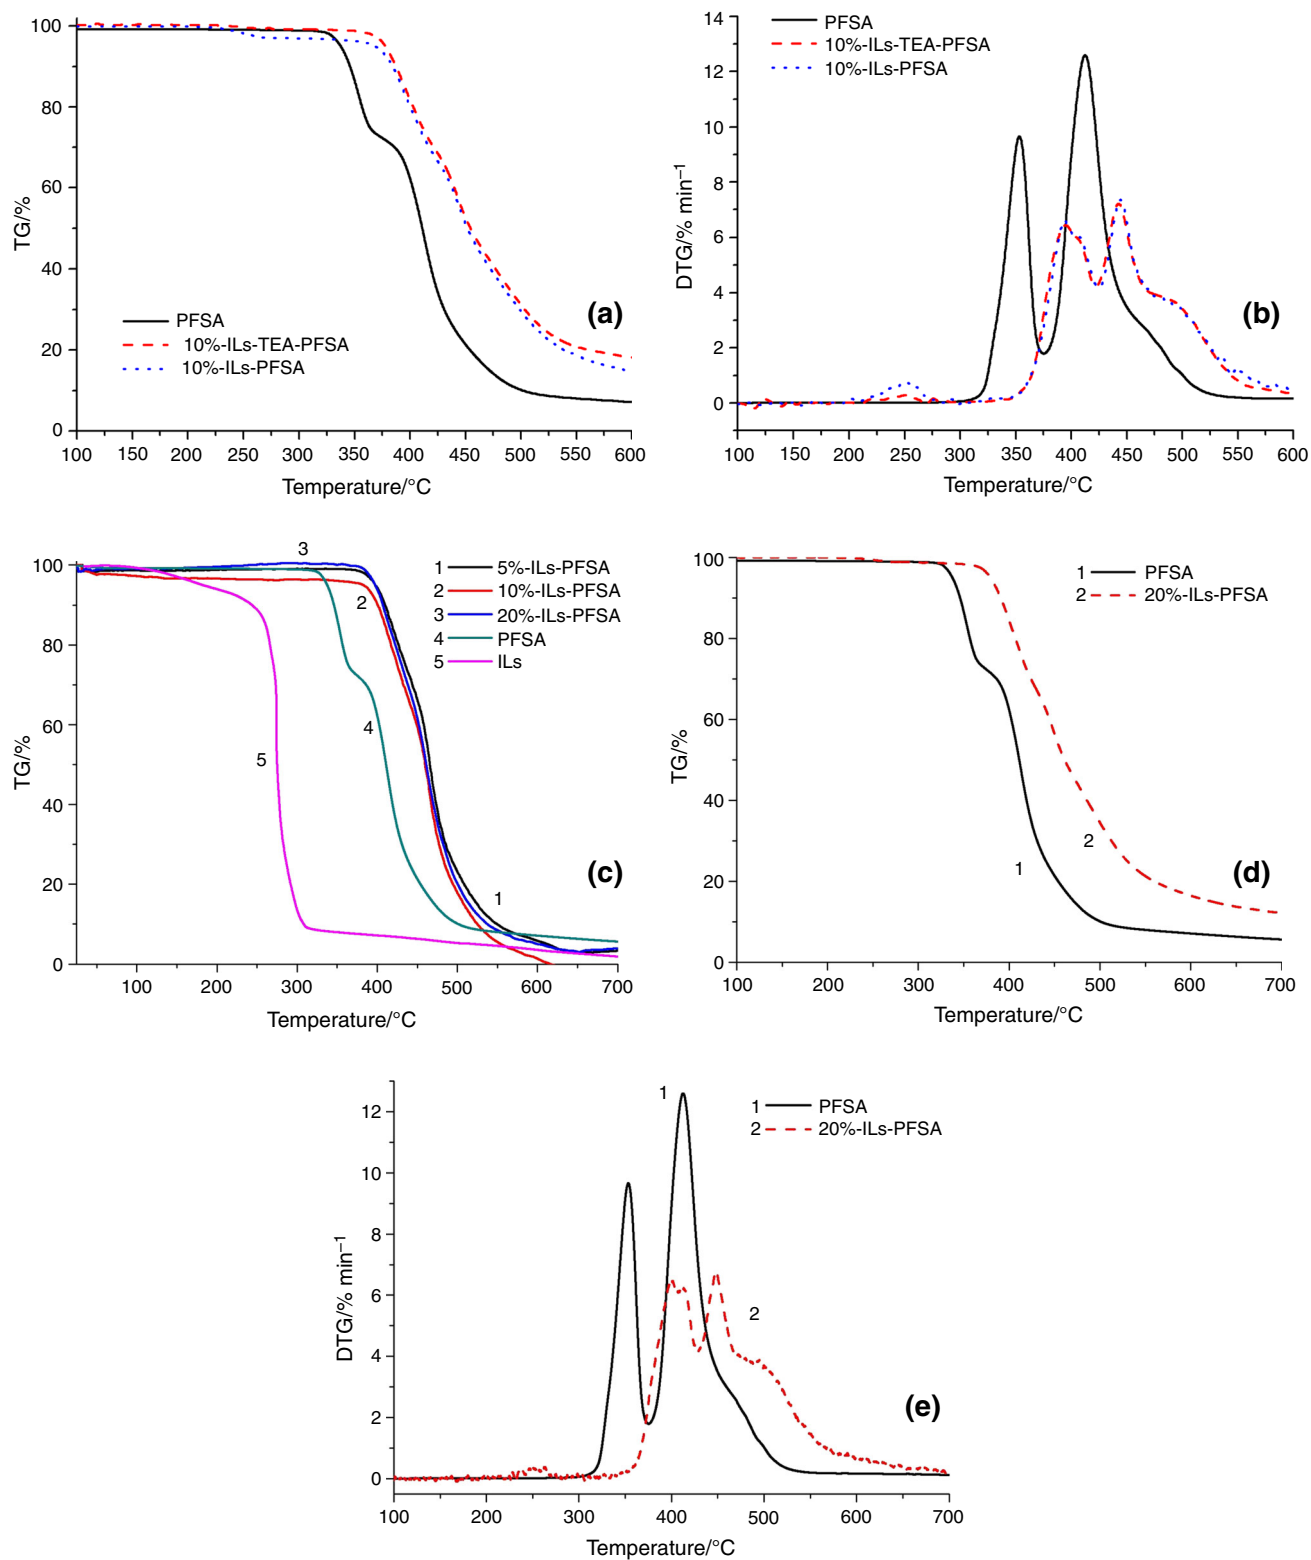 100
80
60
40
20
0
TG/%
PFSA
10%-ILs-TEA-PFSA
10%-ILs-PFSA
(a)
100 150 200 250 300 350 400 450 500 550 600
Temperature/°C
14
12
10
8
6
4
2
0
DTG/% min⁻¹
PFSA
10%-ILs-TEA-PFSA
10%-ILs-PFSA
(b)
100 150 200 250 300 350 400 450 500 550 600
Temperature/°C
100
80
60
40
20
0
TG/%
3
2
4
5
1
1 5%-ILs-PFSA
2 10%-ILs-PFSA
3 20%-ILs-PFSA
4 PFSA
5 ILs
(c)
100 200 300 400 500 600 700
Temperature/°C
100
80
60
40
20
0
TG/%
1 PFSA
2 20%-ILs-PFSA
2
1
(d)
100 200 300 400 500 600 700
Temperature/°C
12
10
8
6
4
2
0
DTG/% min⁻¹
1
1 PFSA
2 20%-ILs-PFSA
2
(e)
100 200 300 400 500 600 700
Temperature/°C